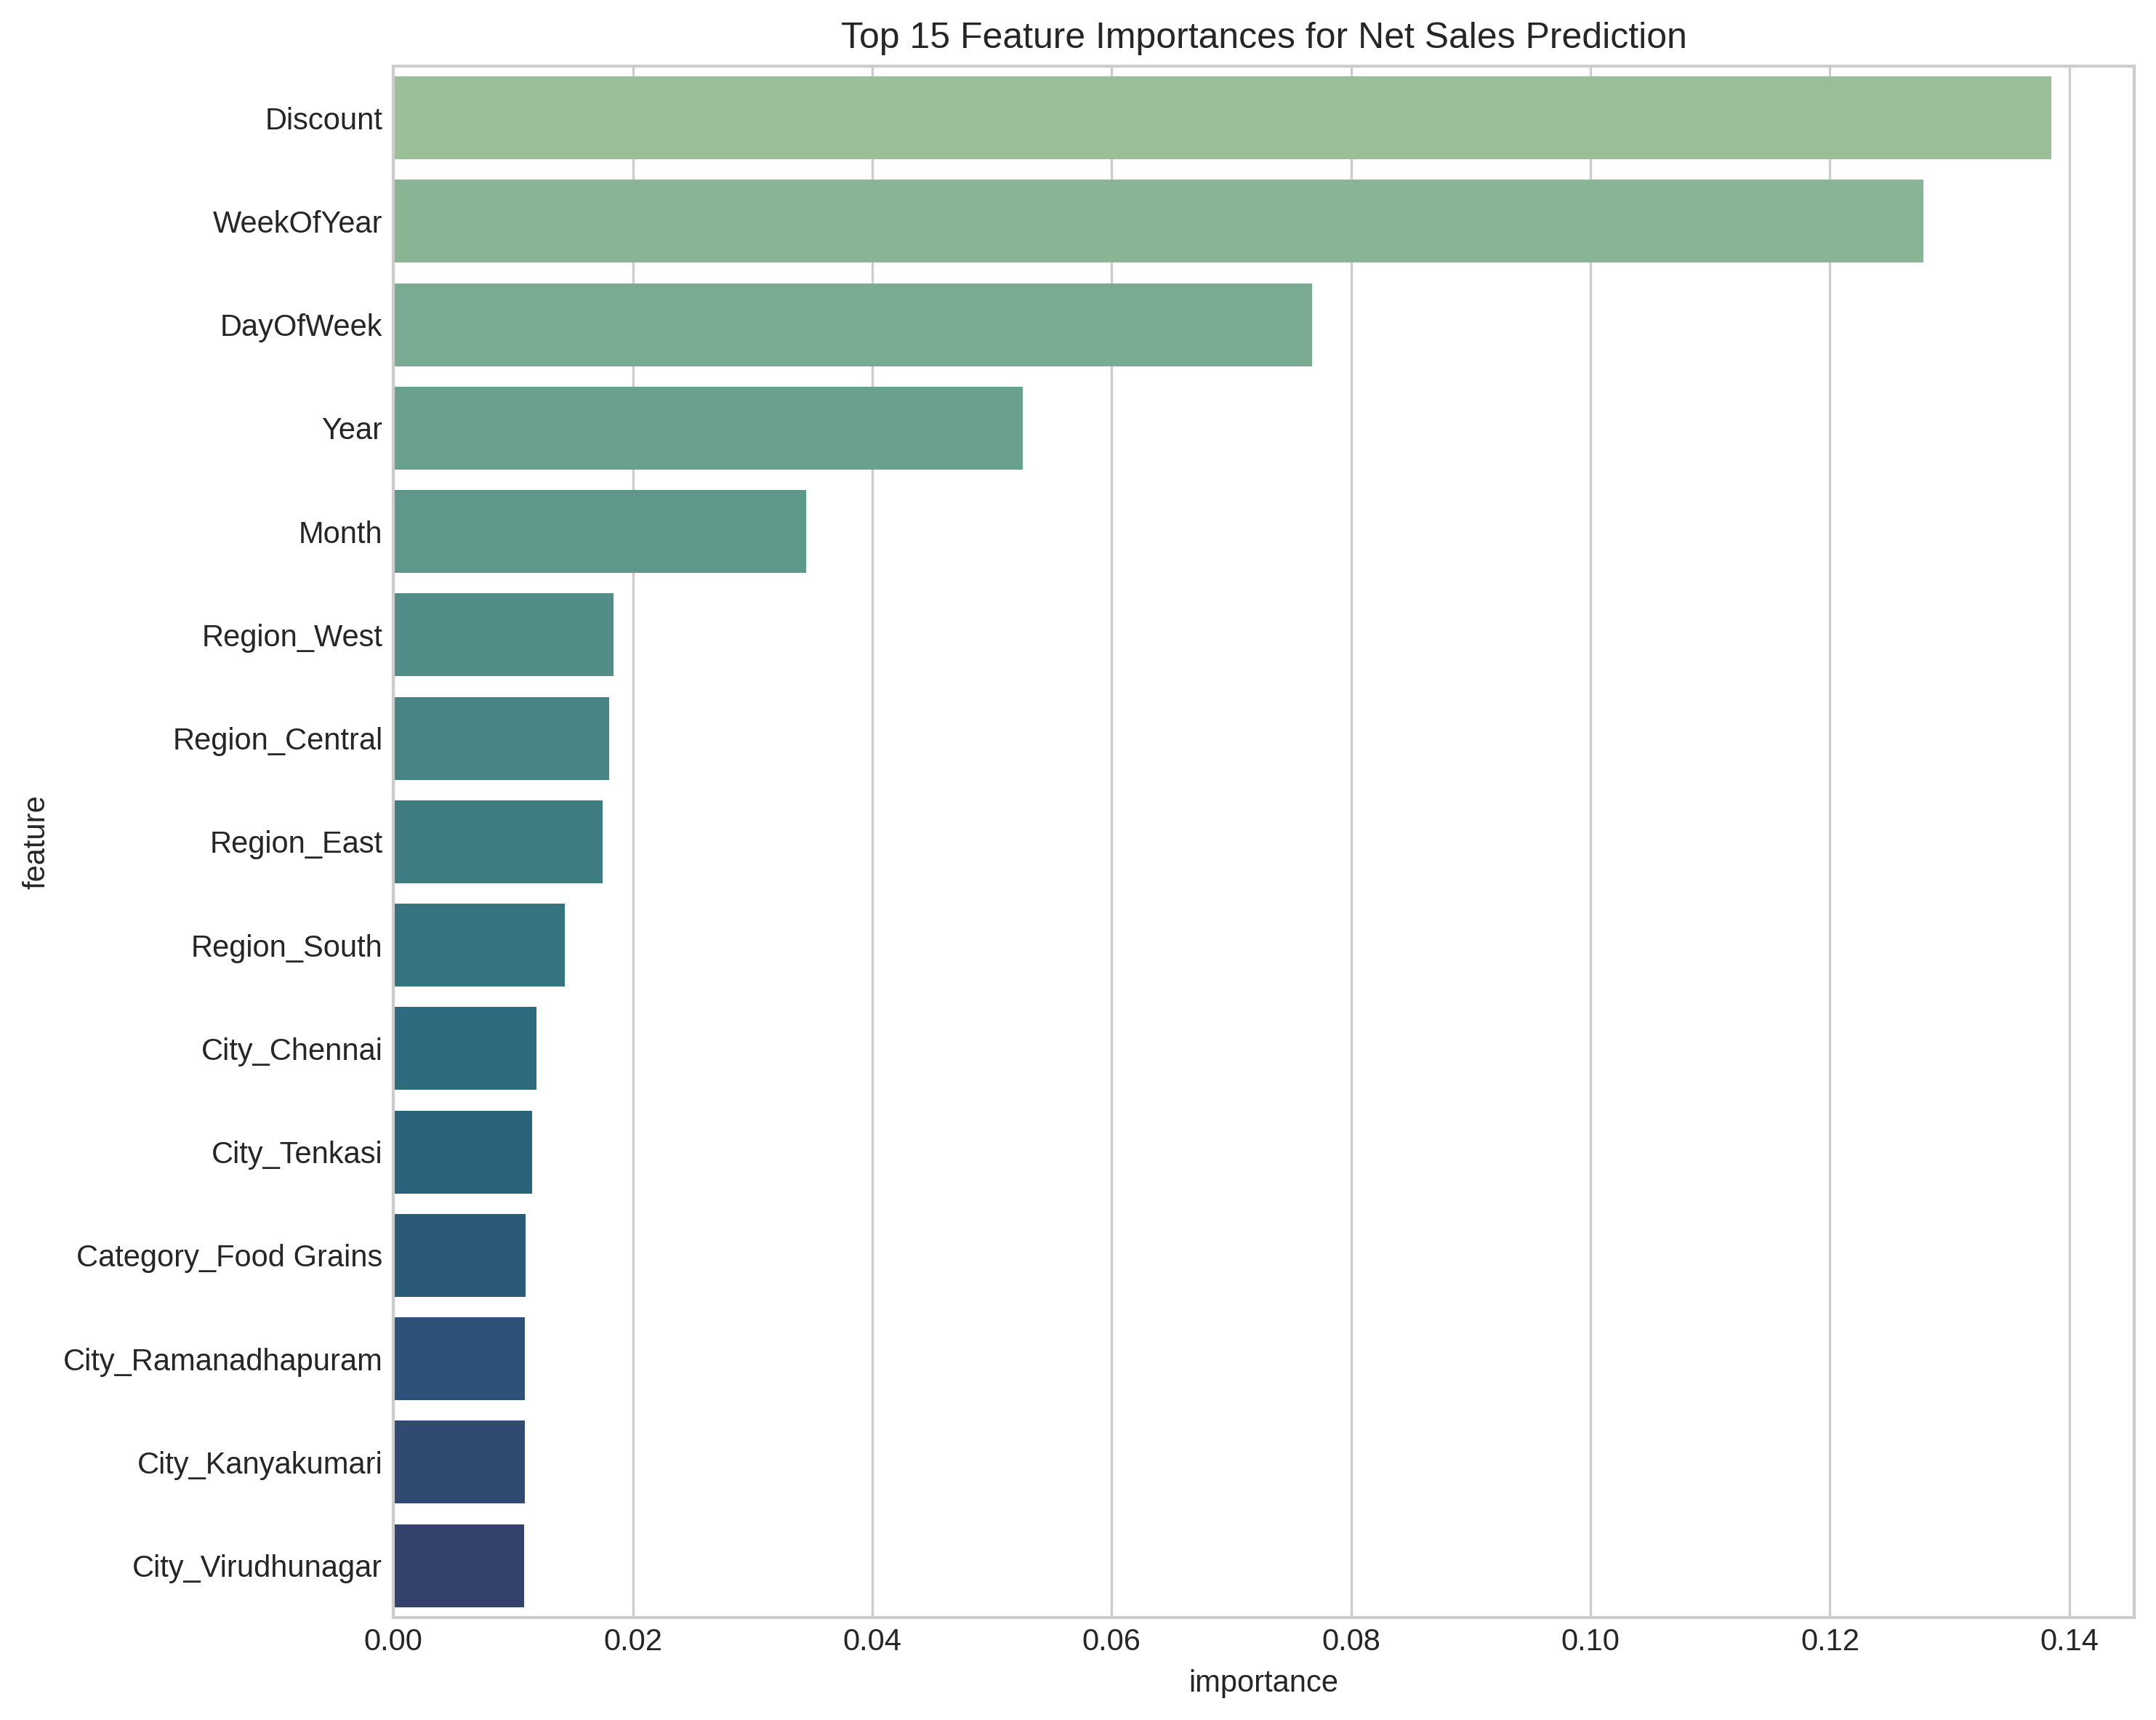 Top 15 Feature Importances for Net Sales Prediction
Discount
WeekOfYear
DayOfWeek
Year
Month
Region_West
Region_Central
Region_East
Region_South
City_Chennai
City_Tenkasi
Category_Food Grains
City_Ramanadhapuram
City_Kanyakumari
City_Virudhunagar
feature
0.00 0.02 0.04 0.06 0.08 0.10 0.12 0.14
importance